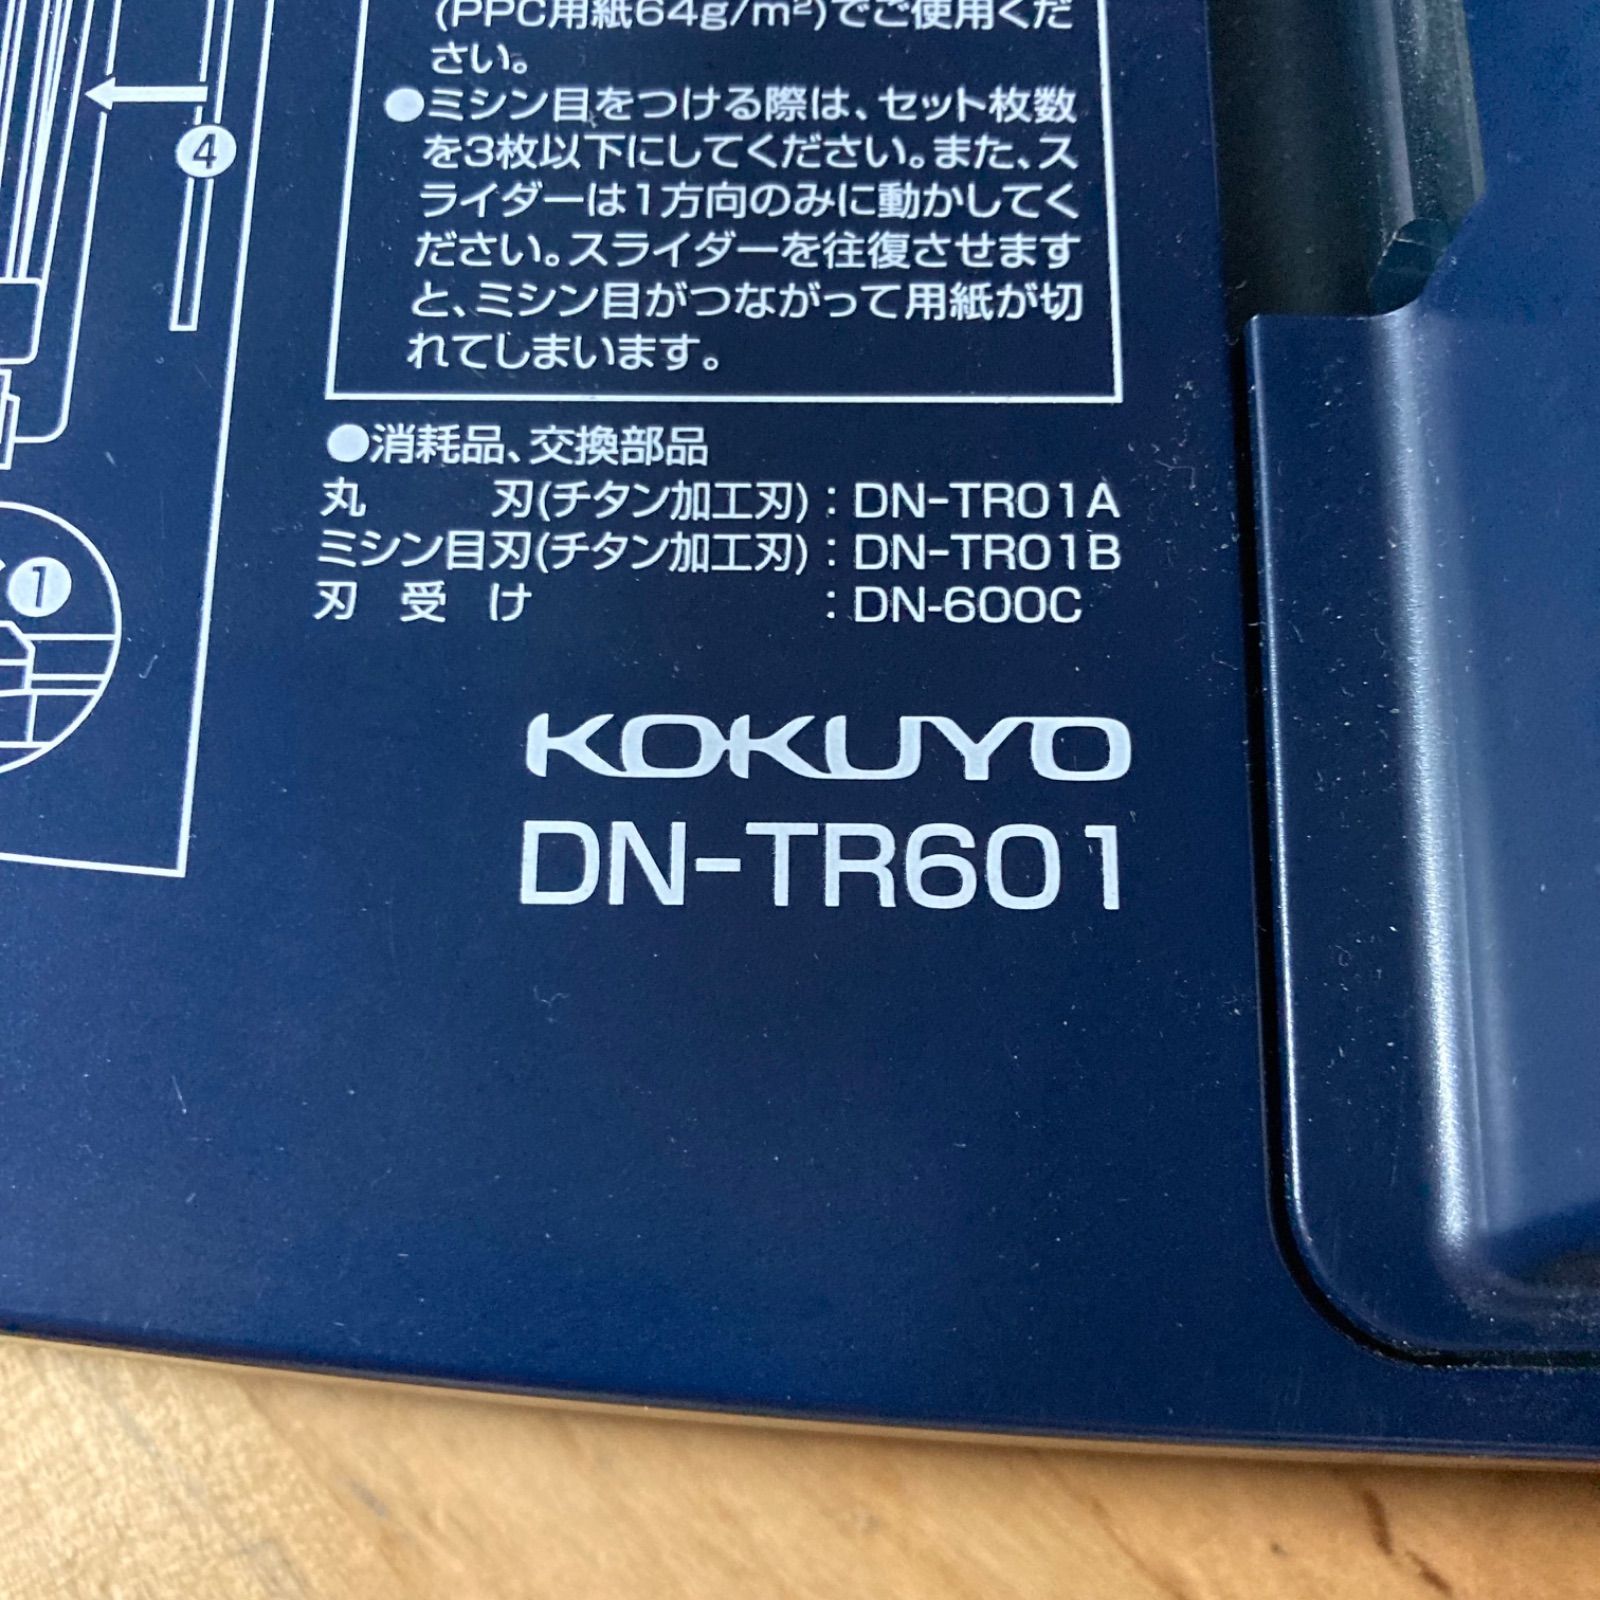 (PPC用紙64g/m²)でご使用くだ
さい。
●ミシン目をつける際は、セット枚数
を3枚以下にしてください。また、ス
ライダーは1方向のみに動かしてく
ださい。スライダーを往復させます
と、ミシン目がつながって用紙が切
れてしまいます。
4
●消耗品、交換部品
丸 刃(チタン加工刃)：DN-TR01A
ミシン目刃(チタン加工刃)：DN-TR01B
刃 受 け ：DN-600C
1
KOKUYO
DN-TR601